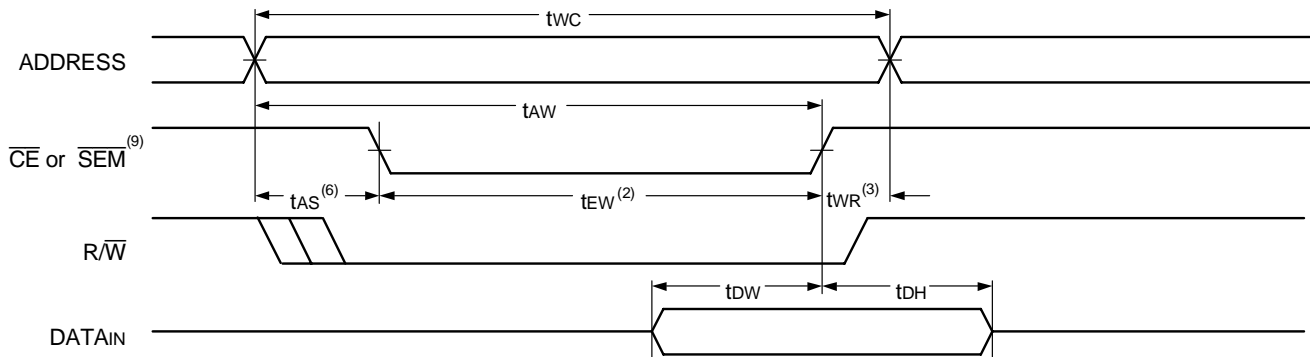 tWC
ADDRESS
tAW
CE or SEM(9)
tAS(6)
tEW(2)
tWR(3)
R/W
tDW
tDH
DATAIN